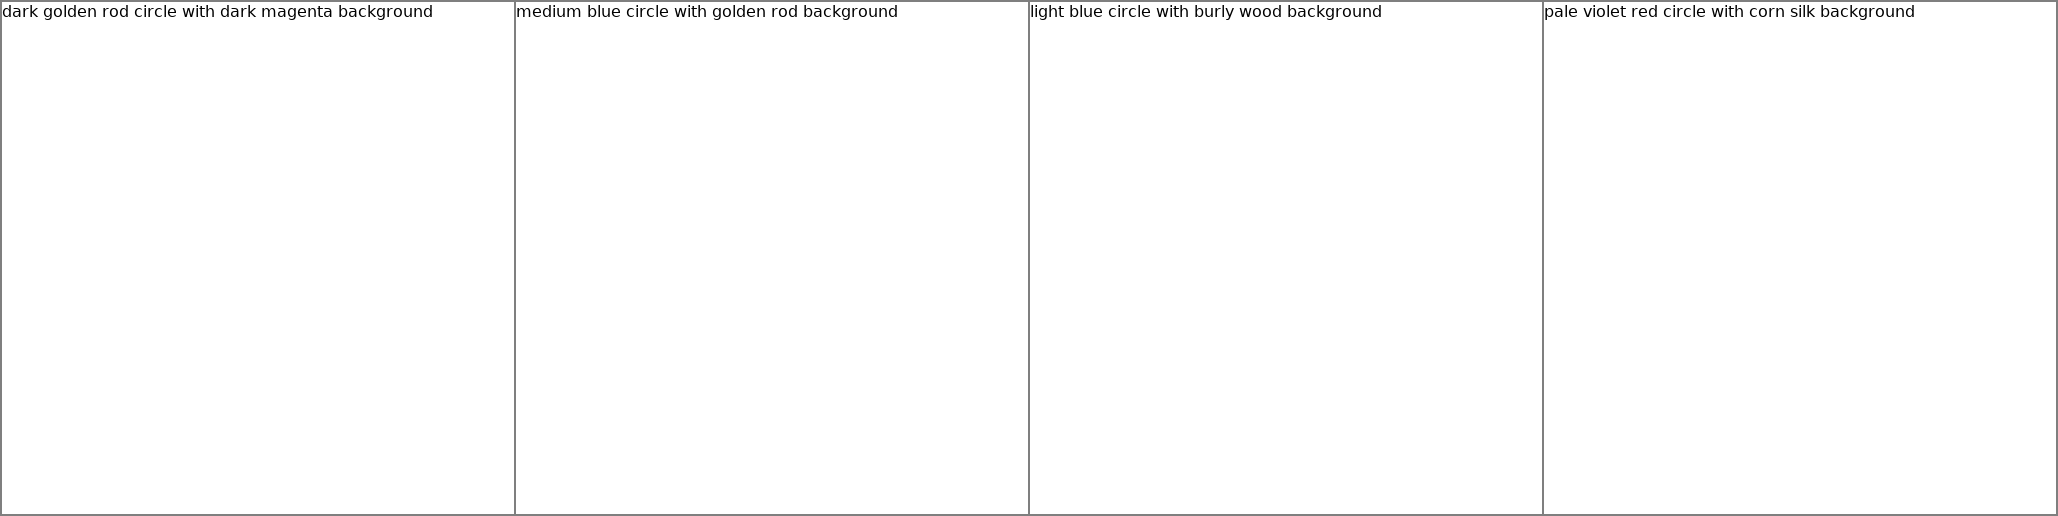 dark golden rod circle with dark magenta background
medium blue circle with golden rod background
light blue circle with burly wood background
pale violet red circle with corn silk background